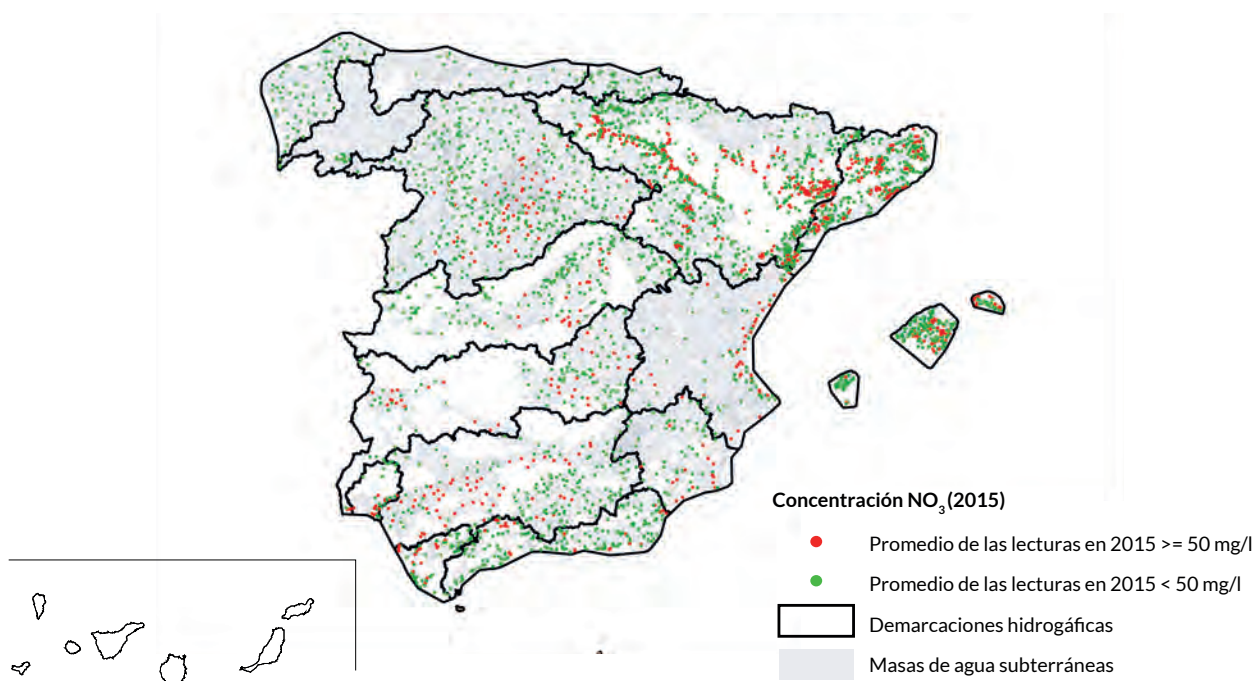 Concentración NO₃(2015)
Promedio de las lecturas en 2015 >= 50 mg/l
Promedio de las lecturas en 2015 < 50 mg/l
Demarcaciones hidrogáficas
Masas de agua subterráneas